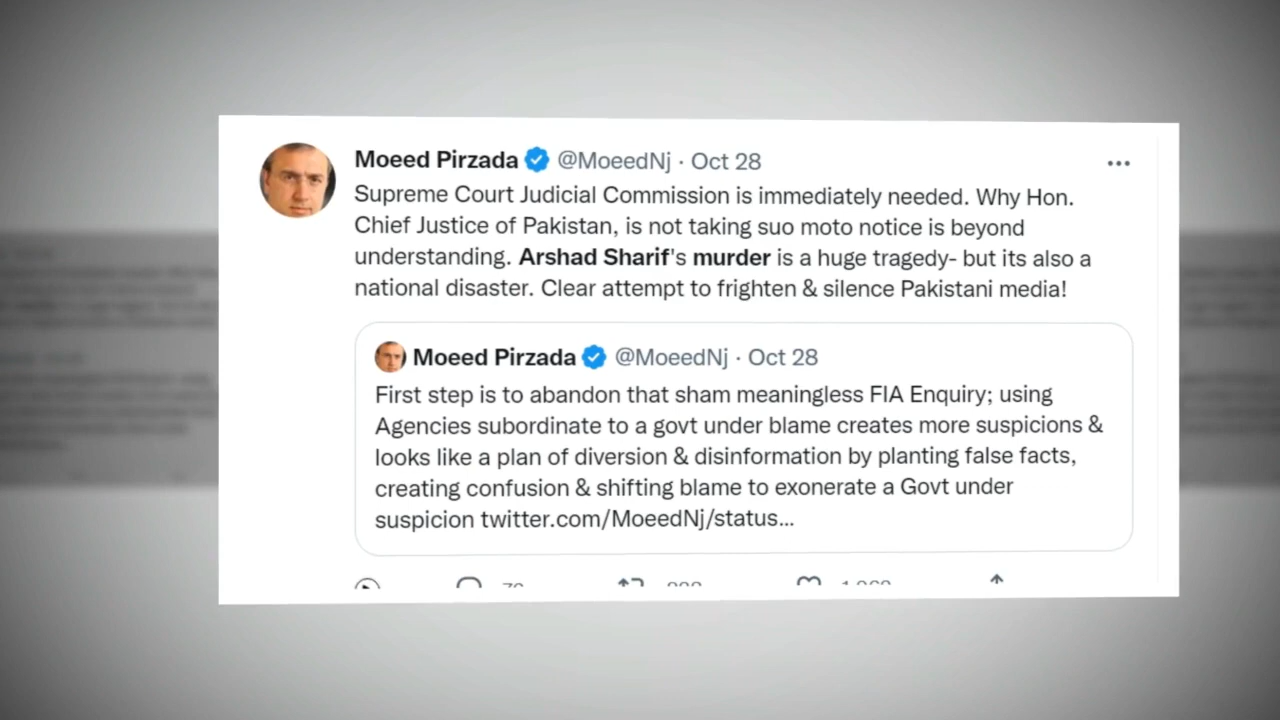 Moeed Pirzada @MoeedNj · Oct 28
Supreme Court Judicial Commission is immediately needed. Why Hon.
Chief Justice of Pakistan, is not taking suo moto notice is beyond
understanding. Arshad Sharif's murder is a huge tragedy- but its also a
national disaster. Clear attempt to frighten & silence Pakistani media!
Moeed Pirzada @MoeedNj · Oct 28
First step is to abandon that sham meaningless FIA Enquiry; using
Agencies subordinate to a govt under blame creates more suspicions &
looks like a plan of diversion & disinformation by planting false facts,
creating confusion & shifting blame to exonerate a Govt under
suspicion twitter.com/MoeedNj/status...